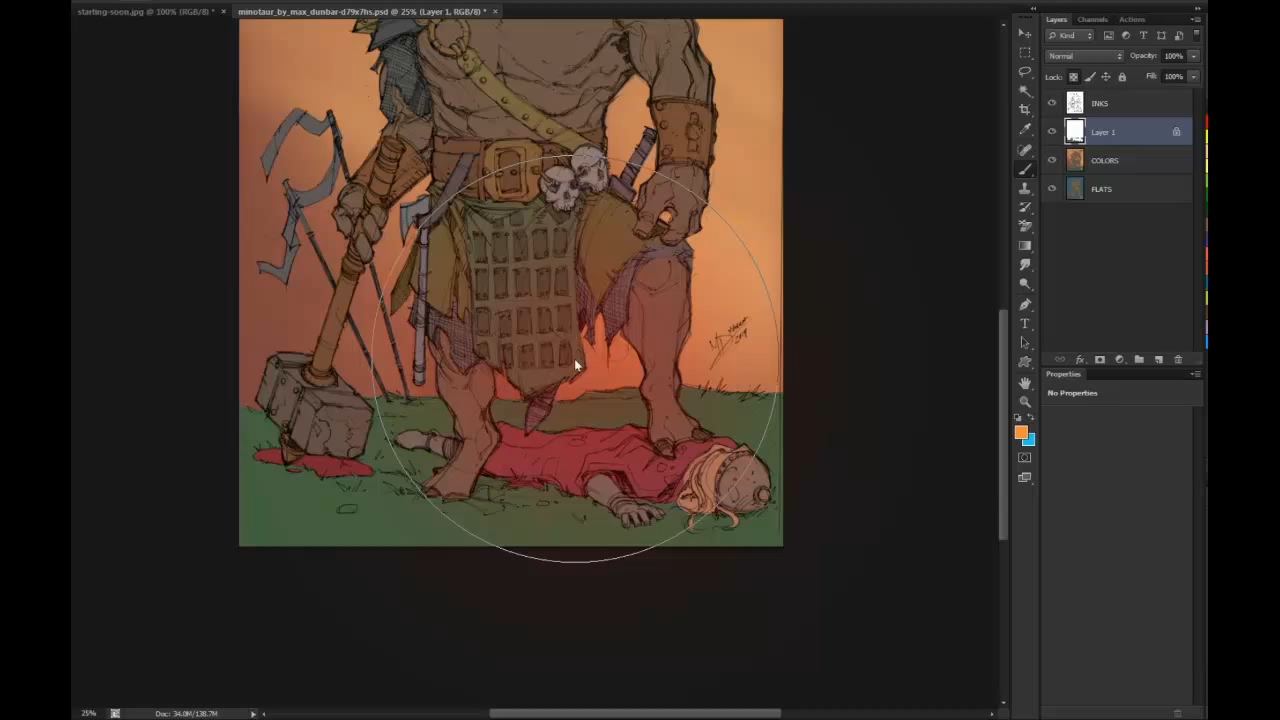 starting-soon.jpg @ 100% (RGB/8) * ×
minotaur_by_max_dunbar-d79x7hs.psd @ 25% (Layer 1, RGB/8) * ×
Layers Channels Actions
Kind
Normal Opacity: 100%
Lock: Fill: 100%
INKS
Layer 1
COLORS
FLATS
fx
Properties
No Properties
25% Doc: 34.0M/138.7M